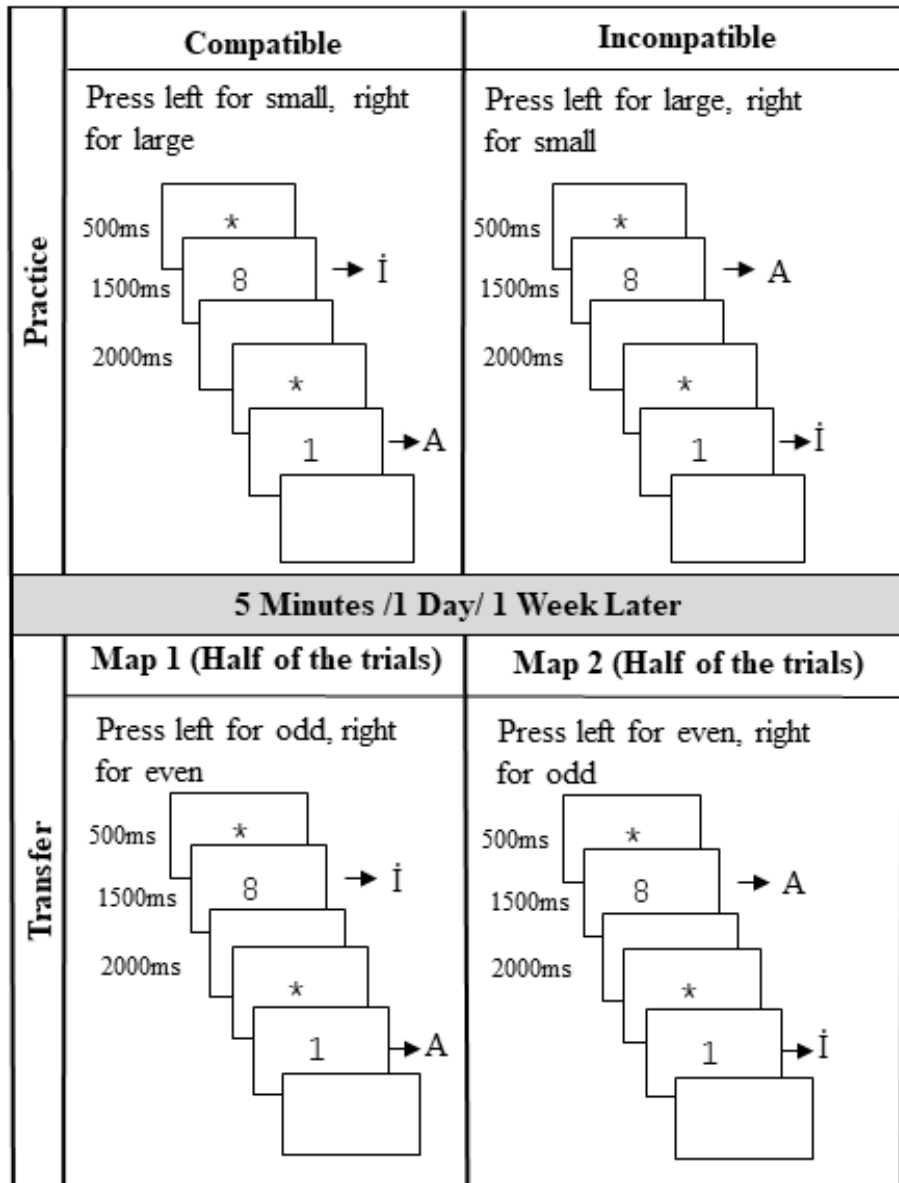 Practice
Compatible
Press left for small, right
for large
500ms
*
1500ms
8
→ İ
2000ms
*
1
→ A
Incompatible
Press left for large, right
for small
500ms
*
1500ms
8
→ A
2000ms
*
1
→ İ
5 Minutes /1 Day/ 1 Week Later
Transfer
Map 1 (Half of the trials)
Press left for odd, right
for even
500ms
*
1500ms
8
→ İ
2000ms
*
1
→ A
Map 2 (Half of the trials)
Press left for even, right
for odd
500ms
*
1500ms
8
→ A
2000ms
*
1
→ İ